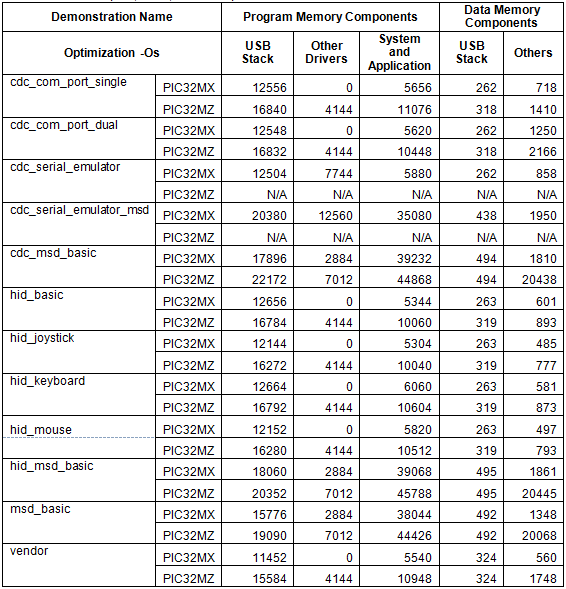 Demonstration Name Program Memory Components Data Memory Components
Optimization -Os USB Stack Other Drivers System and Application USB Stack Others
cdc_com_port_single PIC32MX 12556 0 5656 262 718
PIC32MZ 16840 4144 11076 318 1410
cdc_com_port_dual PIC32MX 12548 0 5620 262 1250
PIC32MZ 16832 4144 10448 318 2166
cdc_serial_emulator PIC32MX 12504 7744 5880 262 858
PIC32MZ N/A N/A N/A N/A N/A
cdc_serial_emulator_msd PIC32MX 20380 12560 35080 438 1950
PIC32MZ N/A N/A N/A N/A N/A
cdc_msd_basic PIC32MX 17896 2884 39232 494 1810
PIC32MZ 22172 7012 44868 494 20438
hid_basic PIC32MX 12656 0 5344 263 601
PIC32MZ 16784 4144 10060 319 893
hid_joystick PIC32MX 12144 0 5304 263 485
PIC32MZ 16272 4144 10040 319 777
hid_keyboard PIC32MX 12664 0 6060 263 581
PIC32MZ 16792 4144 10604 319 873
hid_mouse PIC32MX 12152 0 5820 263 497
PIC32MZ 16280 4144 10512 319 793
hid_msd_basic PIC32MX 18060 2884 39068 495 1861
PIC32MZ 20352 7012 45788 495 20445
msd_basic PIC32MX 15776 2884 38044 492 1348
PIC32MZ 19090 7012 44426 492 20068
vendor PIC32MX 11452 0 5540 324 560
PIC32MZ 15584 4144 10948 324 1748